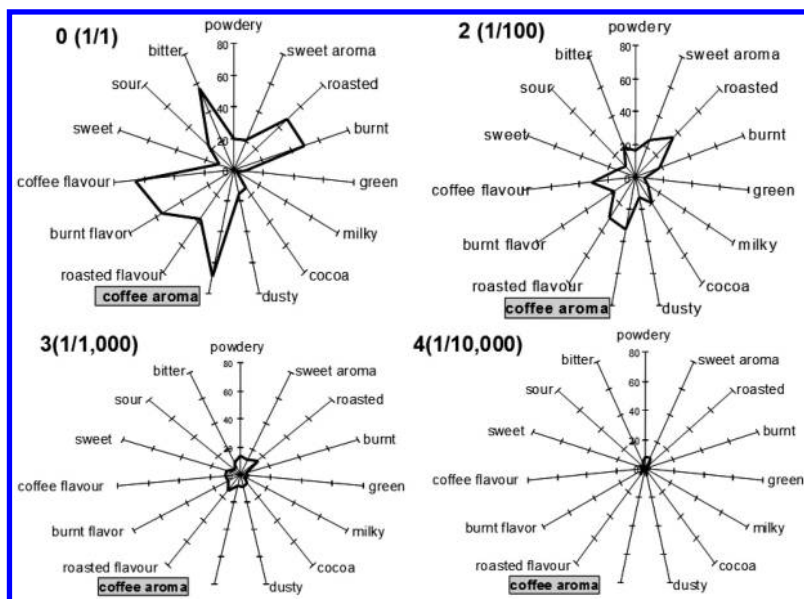 0 (1/1)
powdery
80
60
40
20
bitter
sweet aroma
sour
roasted
sweet
burnt
coffee flavour
green
burnt flavor
milky
roasted flavour
cocoa
coffee aroma
dusty
2 (1/100)
powdery
80
60
40
20
bitter
sweet aroma
sour
roasted
sweet
burnt
coffee flavour
green
burnt flavor
milky
roasted flavour
cocoa
coffee aroma
dusty
3(1/1,000)
powdery
80
60
40
20
bitter
sweet aroma
sour
roasted
sweet
burnt
coffee flavour
green
burnt flavor
milky
roasted flavour
cocoa
coffee aroma
dusty
4(1/10,000)
powdery
80
60
40
20
bitter
sweet aroma
sour
roasted
sweet
burnt
coffee flavour
green
burnt flavor
milky
roasted flavour
cocoa
coffee aroma
dusty